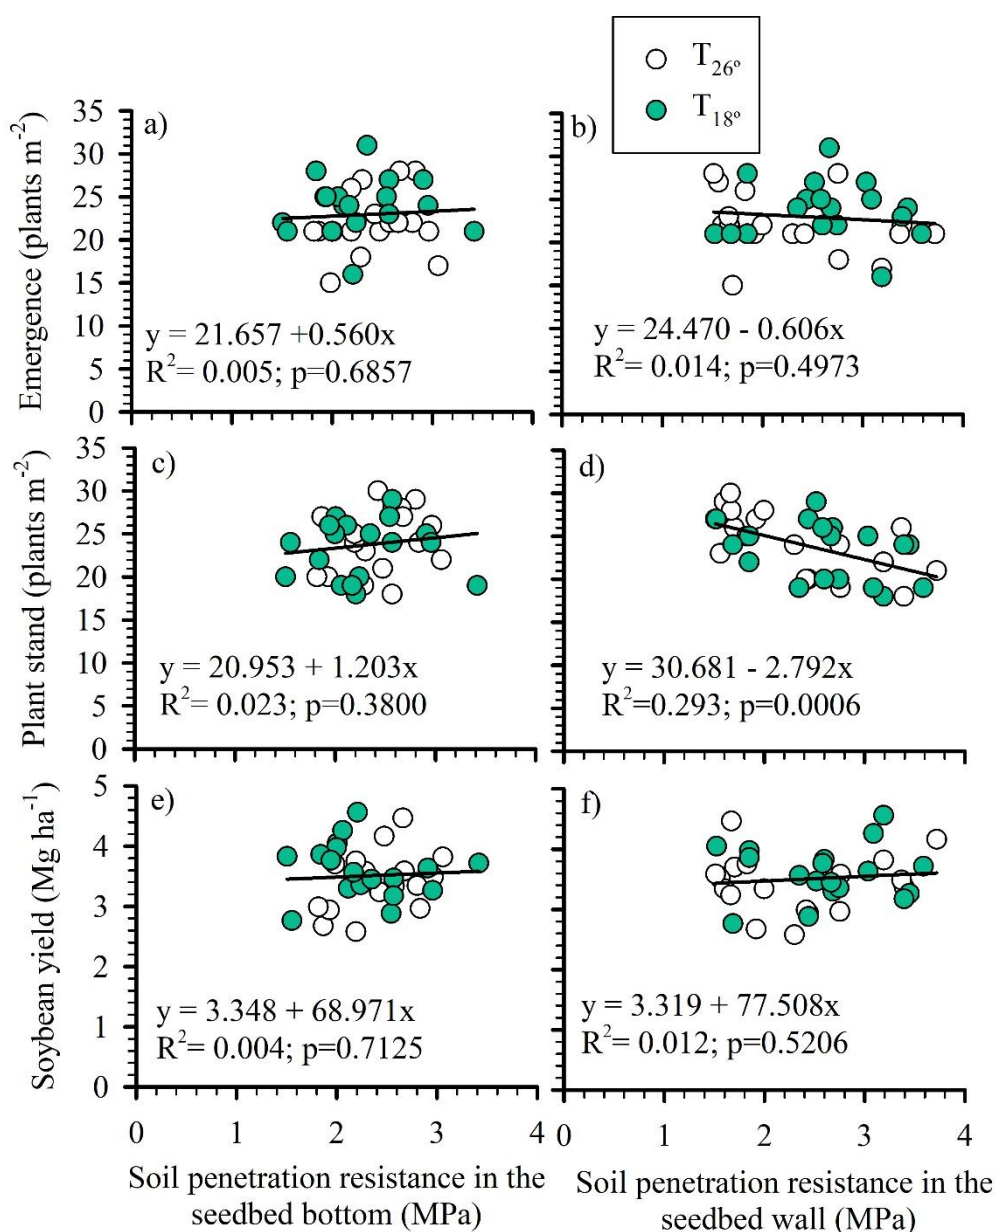 T26º
T18º
Emergence (plants m-2)
35
30
25
20
15
10
5
0
a)
y = 21.657 +0.560x
R2= 0.005; p=0.6857
b)
y = 24.470 - 0.606x
R2= 0.014; p=0.4973
Plant stand (plants m-2)
35
30
25
20
15
10
5
0
c)
y = 20.953 + 1.203x
R2= 0.023; p=0.3800
d)
y = 30.681 - 2.792x
R2=0.293; p=0.0006
Soybean yield (Mg ha-1)
5
4
3
2
1
0
e)
y = 3.348 + 68.971x
R2= 0.004; p=0.7125
f)
y = 3.319 + 77.508x
R2= 0.012; p=0.5206
0 1 2 3 4
0 1 2 3 4
Soil penetration resistance in the
seedbed bottom (MPa)
Soil penetration resistance in the
seedbed wall (MPa)